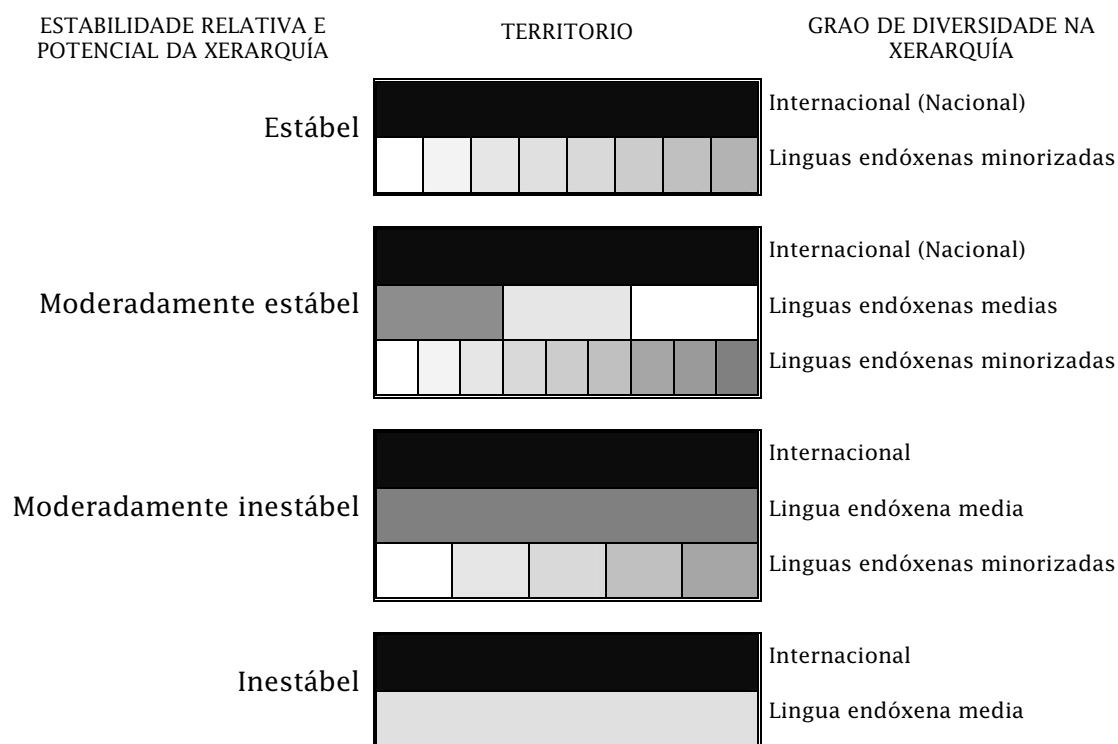 ESTABILIDADE RELATIVA E
POTENCIAL DA XERARQUÍA
TERRITORIO
GRAO DE DIVERSIDADE NA
XERARQUÍA
Estábel
Internacional (Nacional)
Linguas endóxenas minorizadas
Moderadamente estábel
Internacional (Nacional)
Linguas endóxenas medias
Linguas endóxenas minorizadas
Moderadamente inestábel
Internacional
Lingua endóxena media
Linguas endóxenas minorizadas
Inestábel
Internacional
Lingua endóxena media